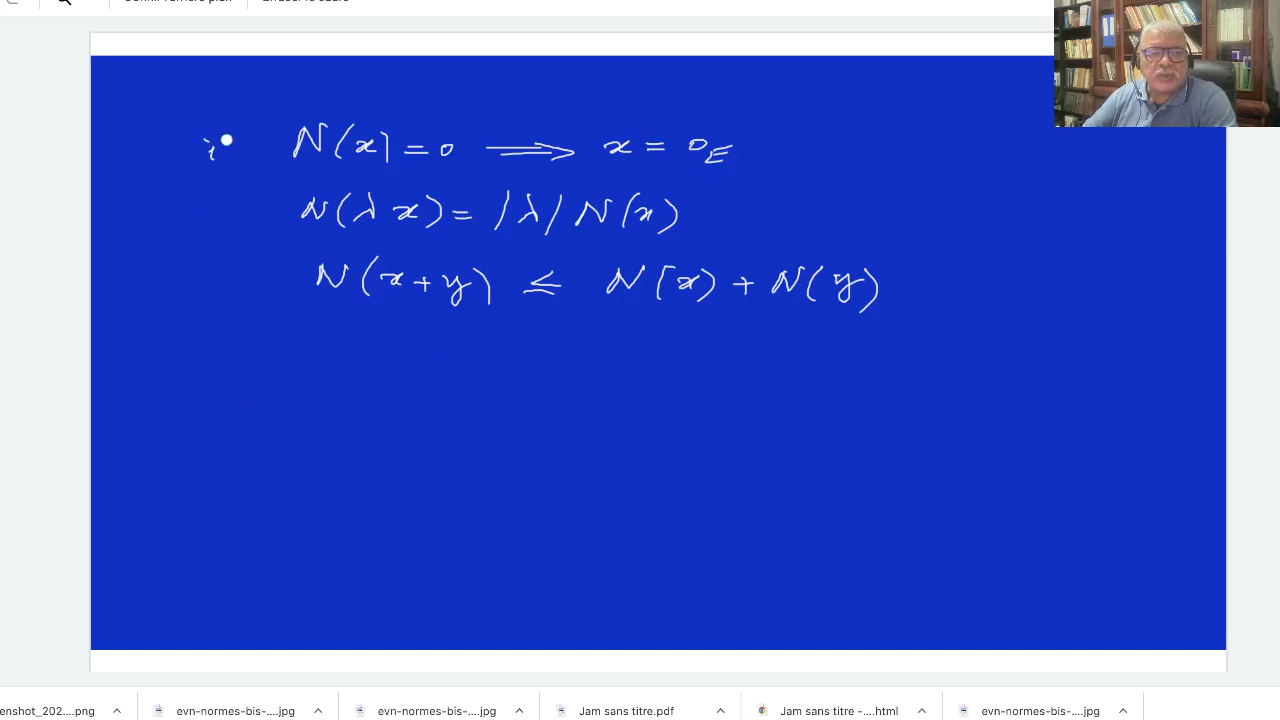 i N(x) = 0 ⟹ x = 0_E
N(λ x) = |λ| N(x)
N(x + y) ≤ N(x) + N(y)
enshot_202....png
evn-normes-bis-....jpg
evn-normes-bis-....jpg
Jam sans titre.pdf
Jam sans titre -....html
evn-normes-bis-....jpg